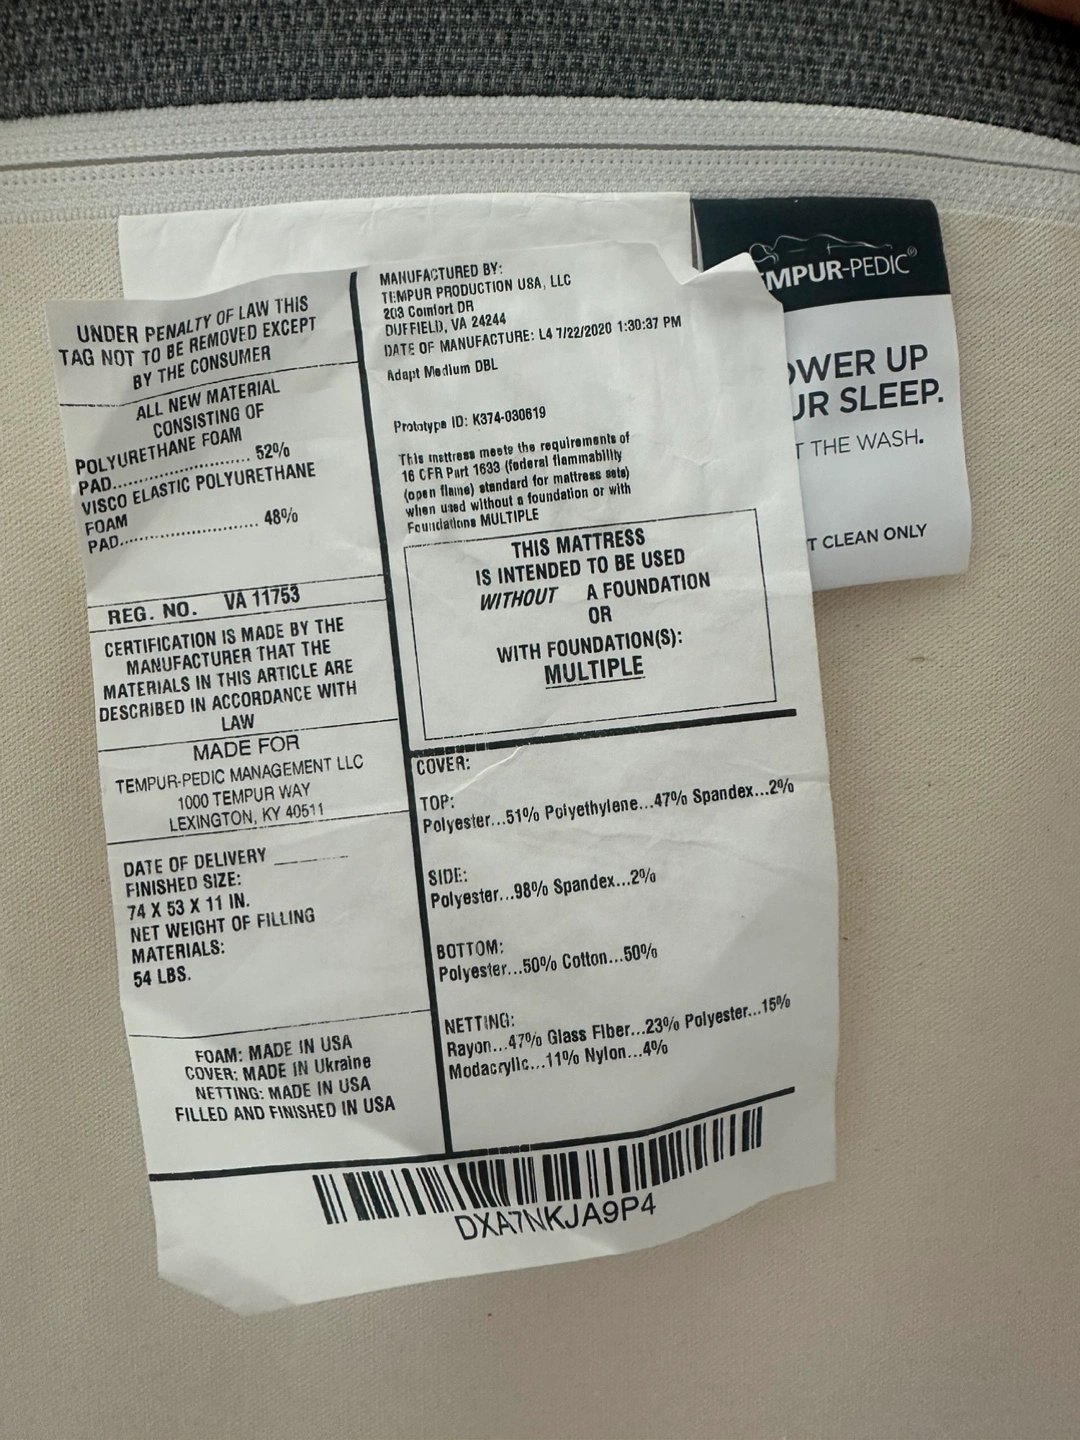 UNDER PENALTY OF LAW THIS
TAG NOT TO BE REMOVED EXCEPT
BY THE CONSUMER
ALL NEW MATERIAL
CONSISTING OF
POLYURETHANE FOAM
PAD........................ 52%
VISCO ELASTIC POLYURETHANE
FOAM
PAD........................ 48%
REG. NO. VA 11753
CERTIFICATION IS MADE BY THE
MANUFACTURER THAT THE
MATERIALS IN THIS ARTICLE ARE
DESCRIBED IN ACCORDANCE WITH
LAW
MADE FOR
TEMPUR-PEDIC MANAGEMENT LLC
1000 TEMPUR WAY
LEXINGTON, KY 40511
DATE OF DELIVERY ________
FINISHED SIZE:
74 X 53 X 11 IN.
NET WEIGHT OF FILLING
MATERIALS:
54 LBS.
FOAM: MADE IN USA
COVER: MADE IN Ukraine
NETTING: MADE IN USA
FILLED AND FINISHED IN USA
MANUFACTURED BY:
TEMPUR PRODUCTION USA, LLC
203 Comfort DR
DUFFIELD, VA 24244
DATE OF MANUFACTURE: L4 7/22/2020 1:30:37 PM
Adapt Medium DBL
Prototype ID: K374-030619
This mattress meets the requirements of
16 CFR Part 1633 (federal flammability
(open flame) standard for mattress sets)
when used without a foundation or with
Foundations MULTIPLE
THIS MATTRESS
IS INTENDED TO BE USED
WITHOUT A FOUNDATION
OR
WITH FOUNDATION(S):
MULTIPLE
COVER:
TOP:
Polyester...51% Polyethylene...47% Spandex...2%
SIDE:
Polyester...98% Spandex...2%
BOTTOM:
Polyester...50% Cotton...50%
NETTING:
Rayon...47% Glass Fiber...23% Polyester...15%
Modacrylic...11% Nylon...4%
DXA7NKJA9P4
EMPUR-PEDIC®
OWER UP
UR SLEEP.
T THE WASH.
T CLEAN ONLY